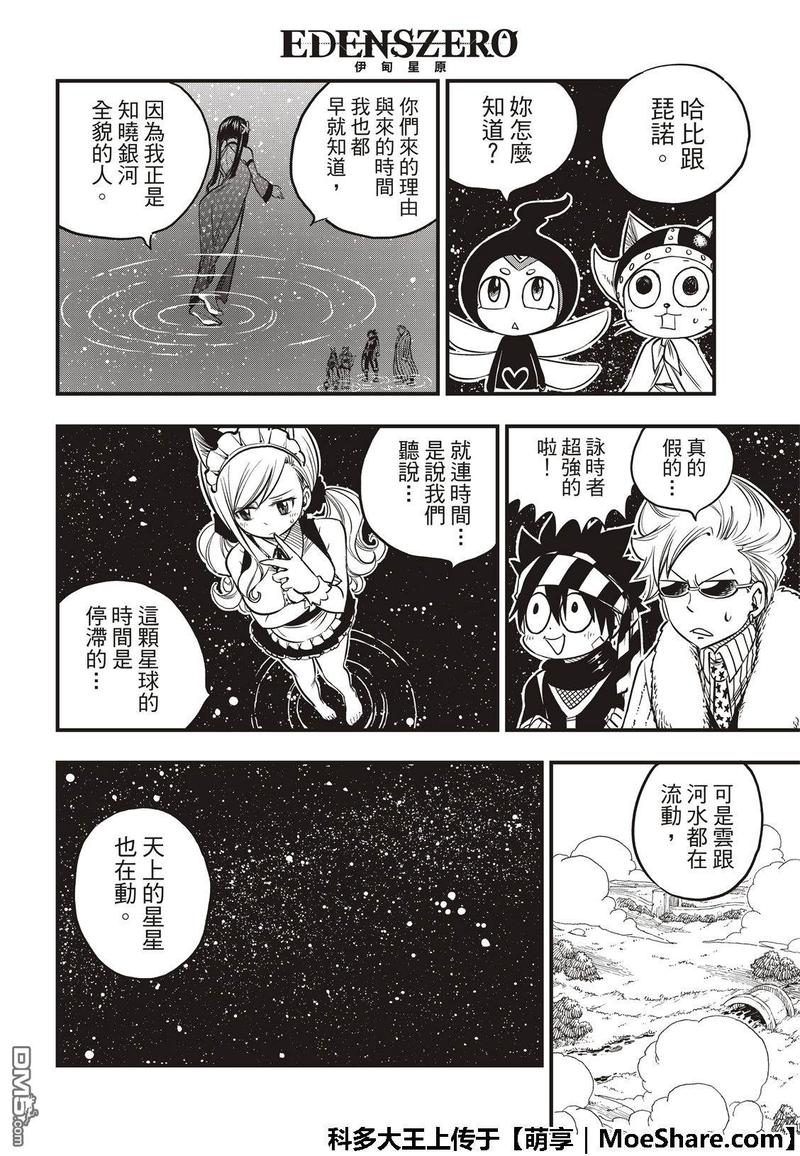 EDENSZERO
伊甸星原
哈比跟
琵諾。
妳怎麼
知道？
你們來的理由
與來的時間
我也都
早就知道，
因為我正是
知曉銀河
全貌的人。
真的
假的…
詠時者
超強的
啦！
就連時間…
是說我們
聽說…
這顆星球的
時間是
停滯的…
可是雲跟
河水都在
流動，
天上的星星
也在動。
DM5.com
科多大王上传于【萌享】|MoeShare.com】